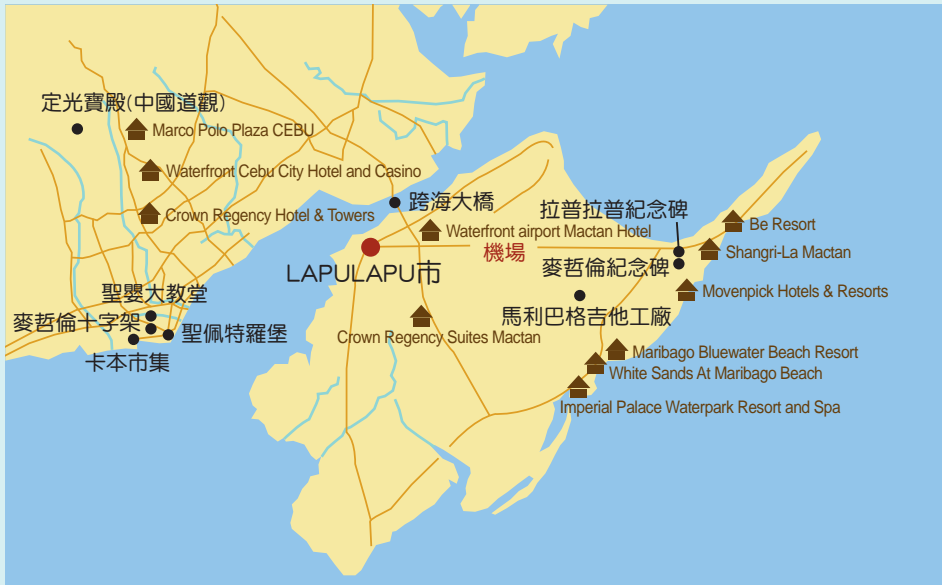 定光寶殿(中國道觀)
Marco Polo Plaza CEBU
Waterfront Cebu City Hotel and Casino
Crown Regency Hotel & Towers
跨海大橋
拉普拉普紀念碑
Be Resort
Waterfront airport Mactan Hotel
機場
Shangri-La Mactan
LAPULAPU市
麥哲倫紀念碑
Movenpick Hotels & Resorts
聖嬰大教堂
麥哲倫十字架
聖佩特羅堡
卡本市集
馬利巴格吉他工廠
Crown Regency Suites Mactan
Maribago Bluewater Beach Resort
White Sands At Maribago Beach
Imperial Palace Waterpark Resort and Spa